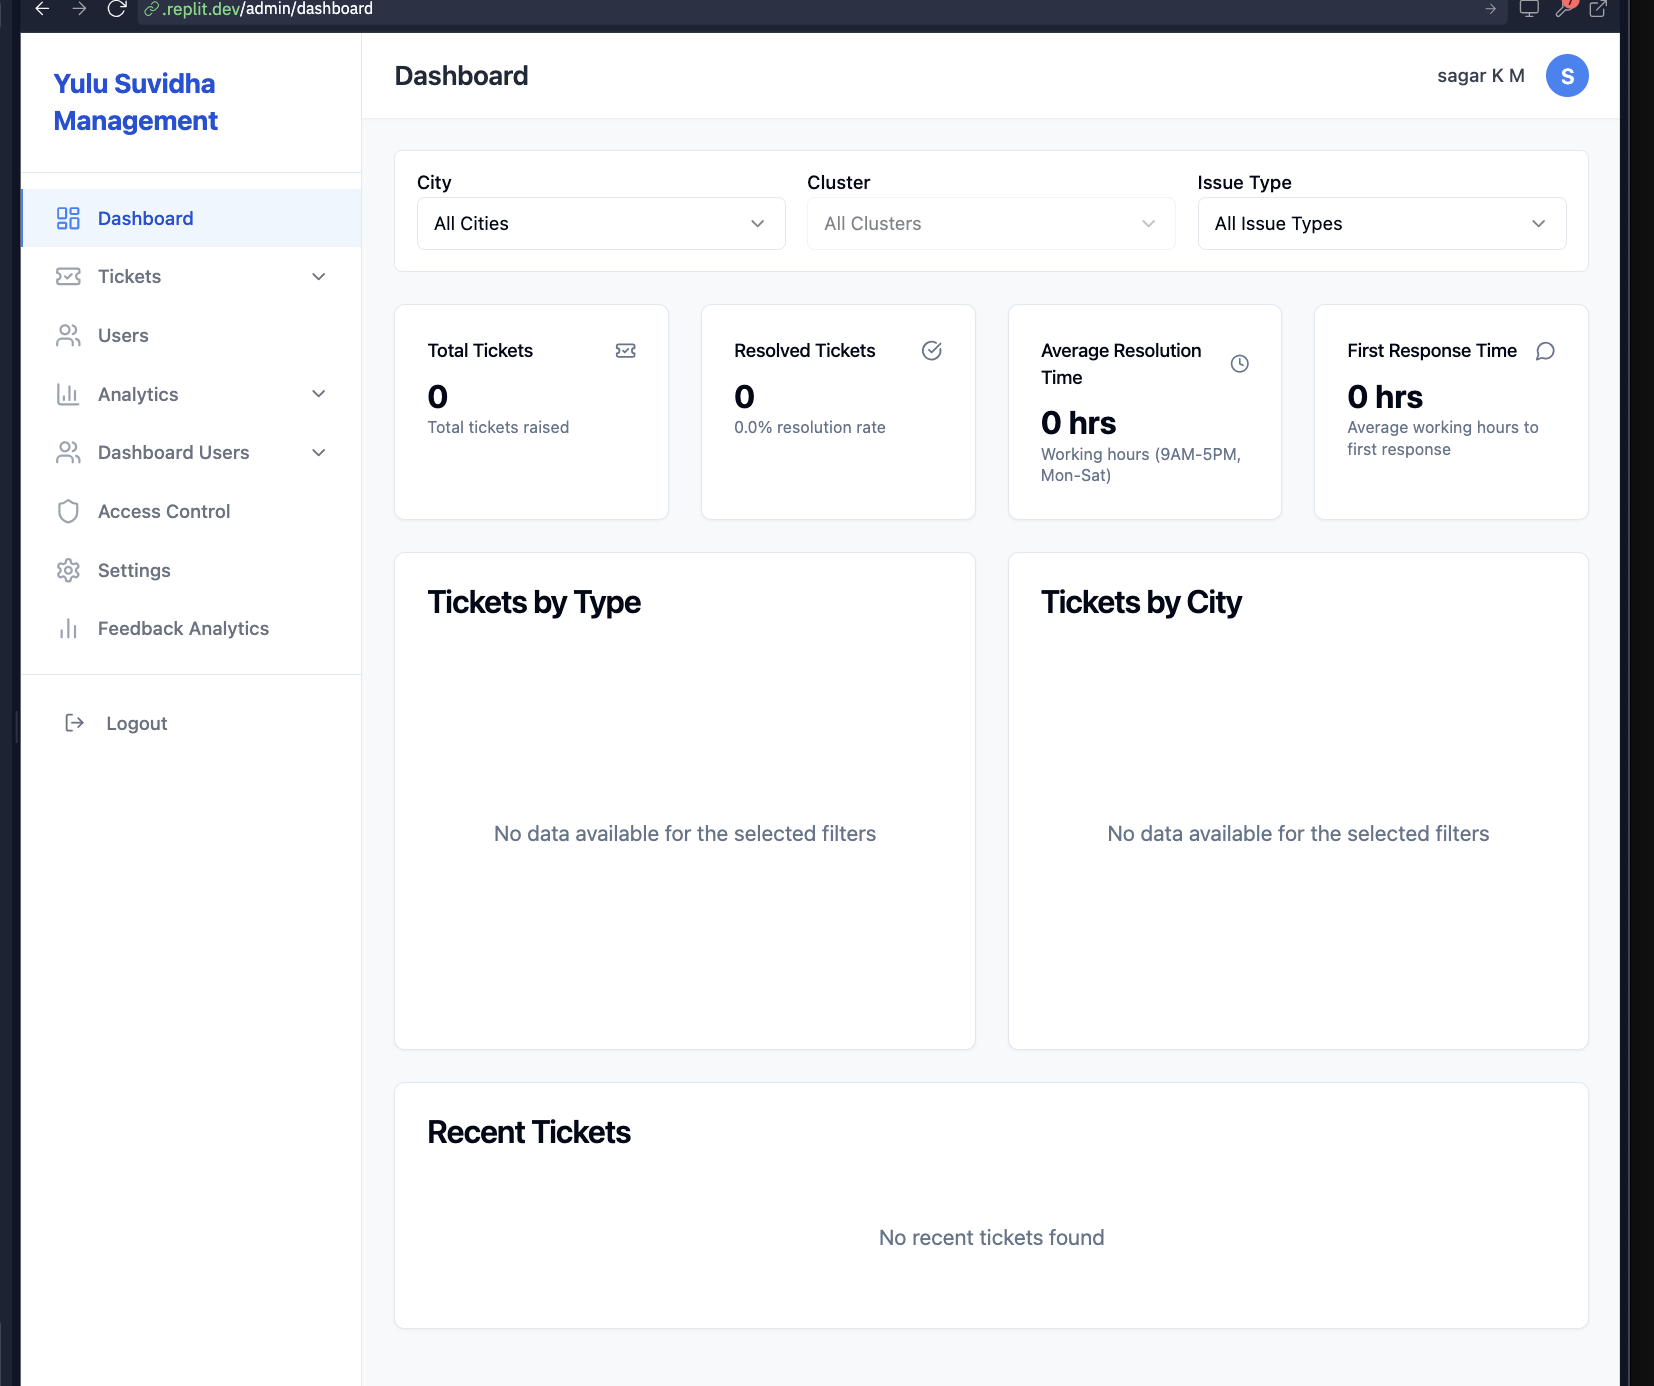 .replit.dev/admin/dashboard
7
Yulu Suvidha
Management
Dashboard
sagar K M
S
Dashboard
Tickets
Users
Analytics
Dashboard Users
Access Control
Settings
Feedback Analytics
Logout
City
All Cities
Cluster
All Clusters
Issue Type
All Issue Types
Total Tickets
0
Total tickets raised
Resolved Tickets
0
0.0% resolution rate
Average Resolution
Time
0 hrs
Working hours (9AM-5PM,
Mon-Sat)
First Response Time
0 hrs
Average working hours to
first response
Tickets by Type
No data available for the selected filters
Tickets by City
No data available for the selected filters
Recent Tickets
No recent tickets found